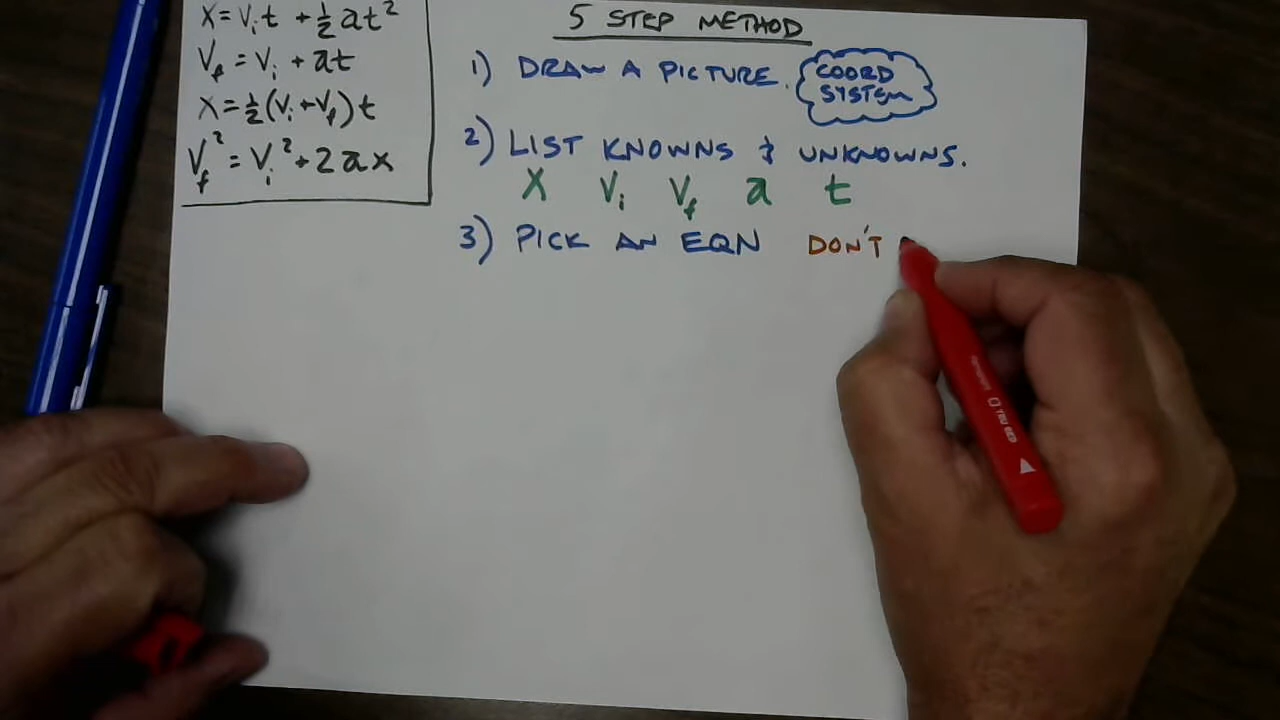 x = vᵢt + ½at²
v_f = vᵢ + at
x = ½(vᵢ + v_f)t
v_f² = vᵢ² + 2ax
5 STEP METHOD
1) DRAW A PICTURE. COORD SYSTEM
2) LIST KNOWNS & UNKNOWNS.
x vᵢ v_f a t
3) PICK AN EQN DON'T